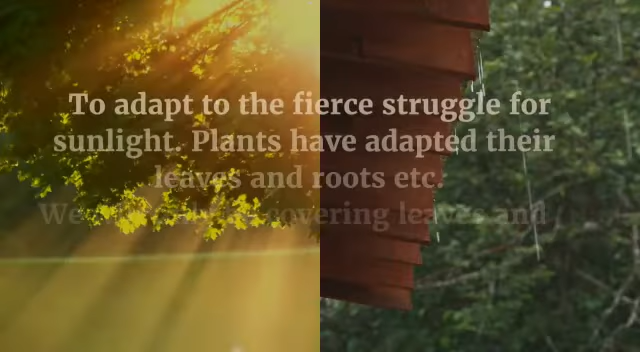 To adapt to the fierce struggle for
sunlight. Plants have adapted their
leaves and roots etc.
We covering leaves and